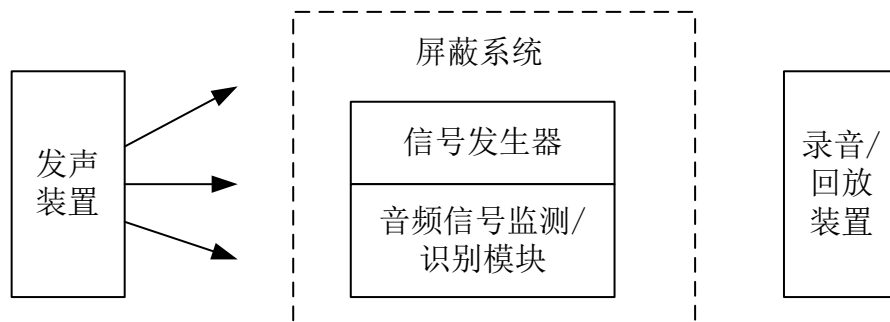 屏蔽系统
发声
装置
信号发生器
音频信号监测/
识别模块
录音/
回放
装置